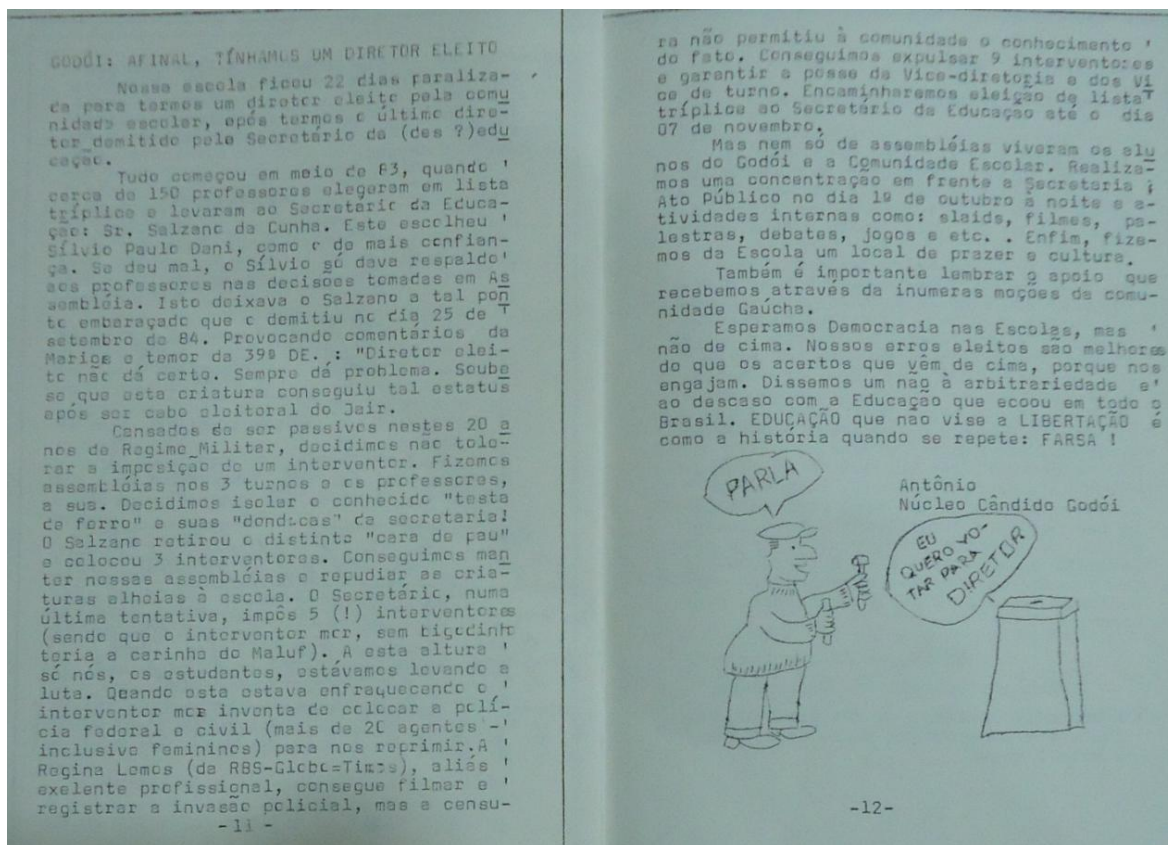 GODÓI: AFINAL, TÍNHAMOS UM DIRETOR ELEITO
Nossa escola ficou 22 dias paraliza-
da para termos um diretor eleito pela comu
nidade escolar, após termos o último dire-
tor demitido pelo Secretário da (des ?)edu
cação.
Tudo começou em meio de 83, quando '
cerca de 150 professores elegeram em lista
tríplice e levaram ao Secretario da Educa-
ção: Sr. Salzano da Cunha. Este escolheu '
Sílvio Paulo Dani, como o de mais confian-
ça. Se deu mal, o Sílvio só dava respaldo'
aos professores nas decisões tomadas em As
sembléia. Isto deixava o Salzano a tal pon
to embaraçado que o demitiu no dia 25 de
setembro de 84. Provocando comentários da
Marios e temor da 39ª DE. : "Diretor elei-
to não dá certo. Sempre dá problema. Soube
se que esta criatura conseguiu tal estatus
após ser cabo eleitoral do Jair.
Cansados de ser passivos nestes 20 a
nos de Regime Militar, decidimos não tole-
rar a imposição de um interventor. Fizemos
assembléias nos 3 turnos e os professores,
a sua. Decidimos isolar o conhecido "testa
de ferro" e suas "dondocas" da secretaria!
O Salzano retirou o distinto "cara de pau"
e colocou 3 interventores. Conseguimos man
ter nossas assembléias e repudiar as cria-
turas alheias à escola. O Secretário, numa
última tentativa, impôs 5 (!) interventores
(sendo que o interventor mor, sem bigodinho
teria a carinha do Maluf). A esta altura '
só nós, os estudantes, estávamos levando a
luta. Quando esta estava enfraquecendo o '
interventor mor inventa de colocar a polí-
cia federal e civil (mais de 20 agentes -'
inclusive femininos) para nos reprimir.A '
Regina Lemos (da RBS-Globo=Times), aliás '
exelente profissional, consegue filmar e '
registrar a invasão policial, mas a censu-
- 11 -
ra não permitiu à comunidade o conhecimento '
do fato. Conseguimos expulsar 9 interventores
e garantir a posse da Vice-diretoria e dos Vi
ce de turno. Encaminharemos eleição de lista
tríplice ao Secretário da Educação até o dia
07 de novembro.
Mas nem só de assembléias viveram os alu
nos do Godói e a Comunidade Escolar. Realiza-
mos uma concentração em frente a Secretaria ;
Ato Público no dia 1º de outubro à noite e a-
tividades internas como: slaids, filmes, pa-
lestras, debates, jogos e etc. . Enfim, fize-
mos da Escola um local de prazer e cultura.
Também é importante lembrar o apoio que
recebemos através da inumeras moções da comu-
nidade Gaúcha.
Esperamos Democracia nas Escolas, mas '
não de cima. Nossos erros eleitos são melhores
do que os acertos que vêm de cima, porque nos
engajam. Dissemos um não à arbitrariedade e'
ao descaso com a Educação que ecoou em todo o
Brasil. EDUCAÇÃO que não vise a LIBERTAÇÃO é
como a história quando se repete: FARSA !
Antônio
Núcleo Cândido Godói
PARLA
EU
QUERO VO-
TAR PARA
DIRETOR
-12-